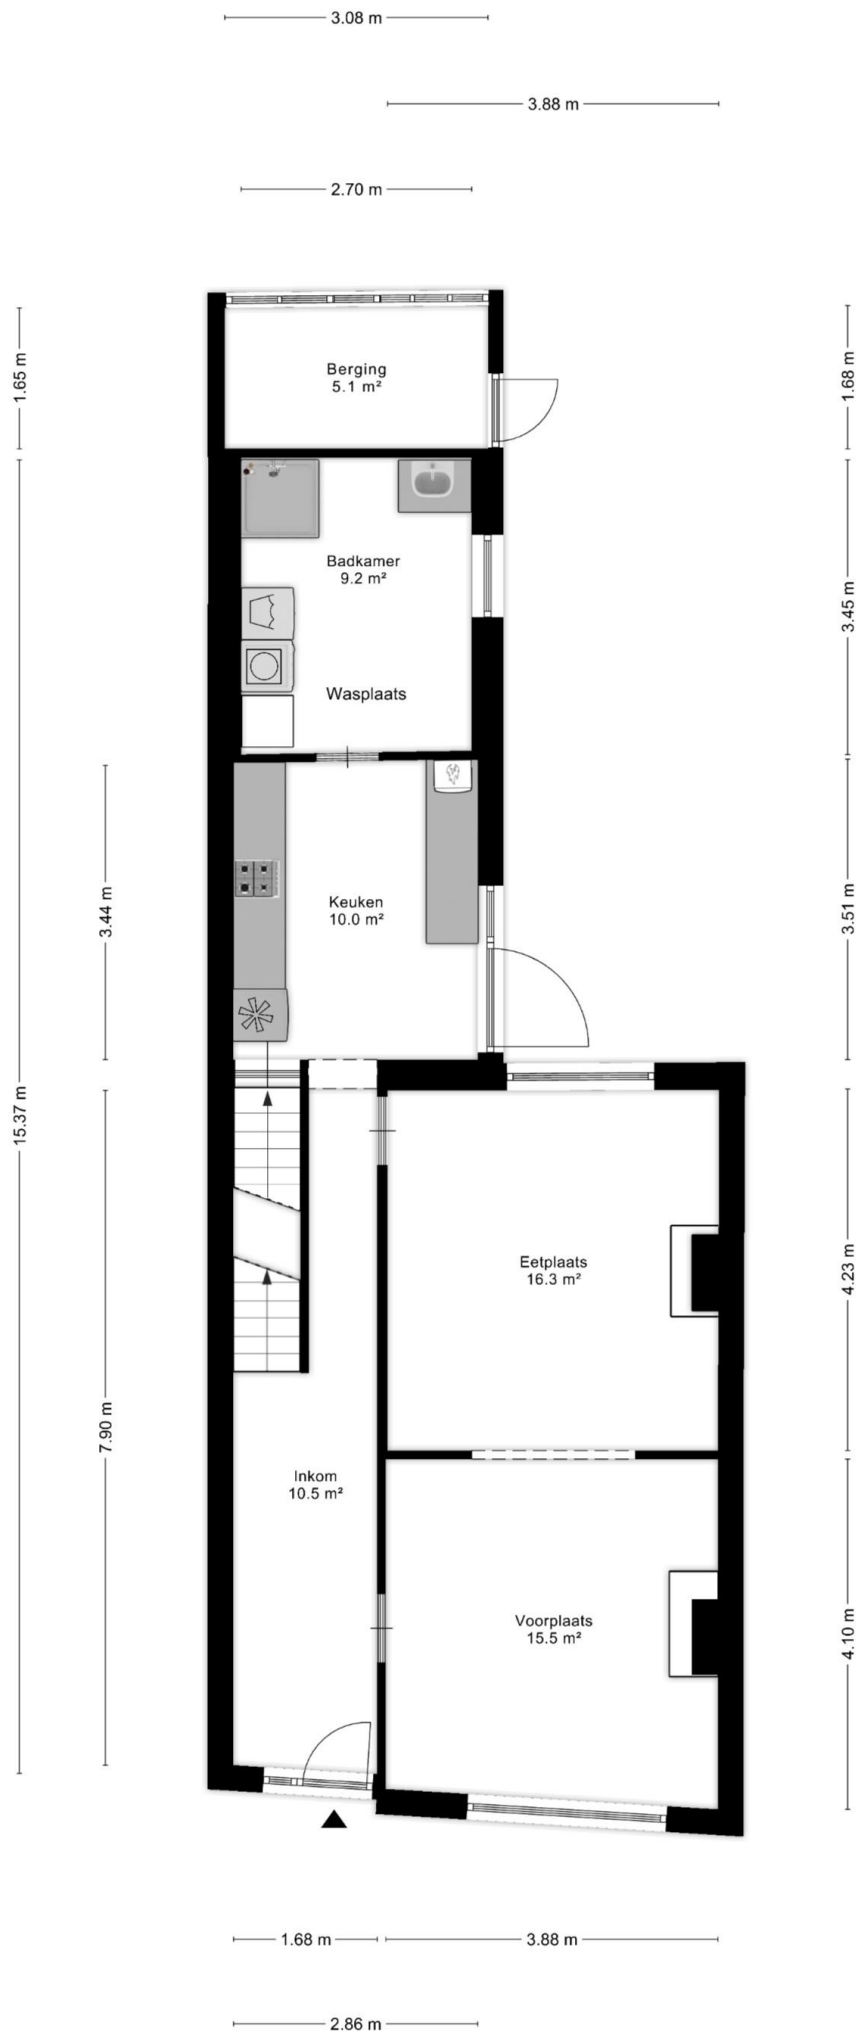 3.08 m
3.88 m
2.70 m
1.65 m
1.68 m
Berging
5.1 m²
Badkamer
9.2 m²
3.45 m
Wasplaats
3.44 m
Keuken
10.0 m²
3.51 m
15.37 m
Eetplaats
16.3 m²
4.23 m
7.90 m
Inkom
10.5 m²
Voorplaats
15.5 m²
4.10 m
1.68 m
3.88 m
2.86 m